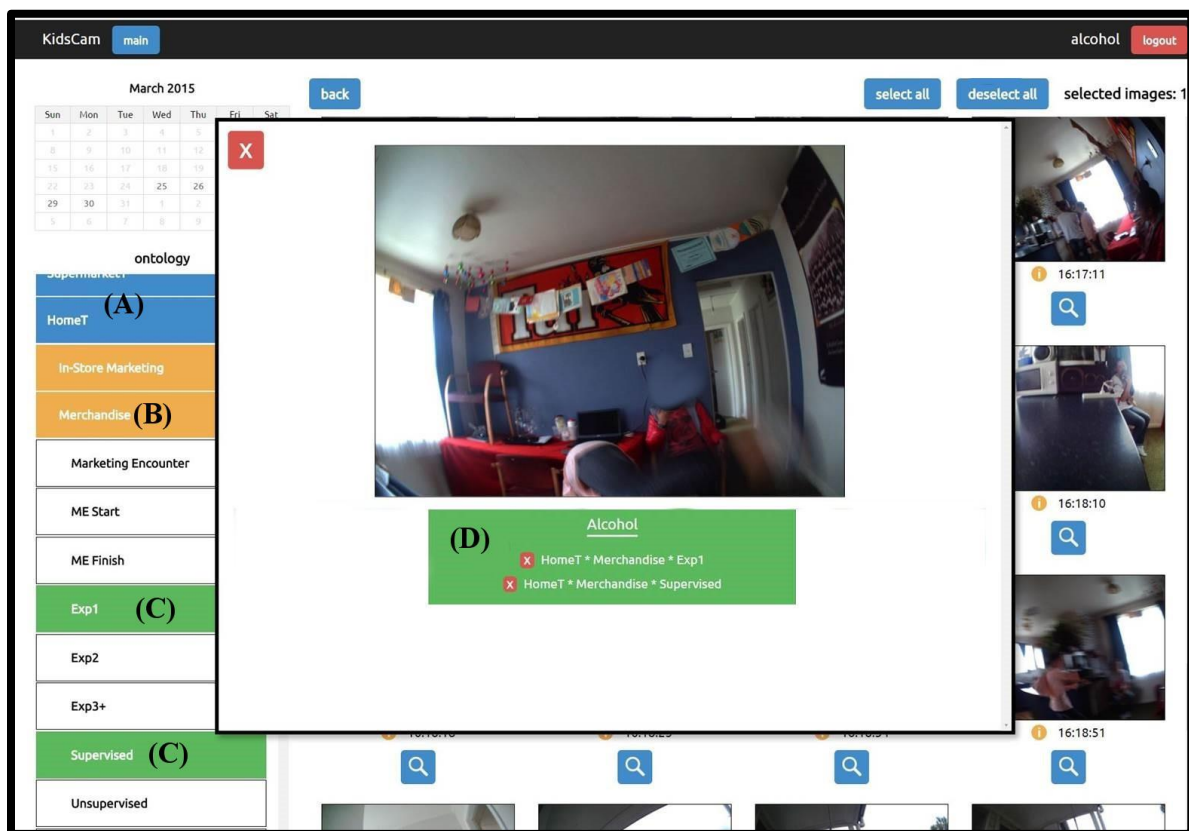 KidsCam main alcohol logout
March 2015
back select all deselect all selected images: 1
Sun Mon Tue Wed Thu Fri Sat
1 2 3 4 5
8 9 10 11 12
15 16 17 18 19
22 23 24 25 26
29 30 31 1 2
5 6 7 8 9
X
ontology
(A)
HomeT
In-Store Marketing
Merchandise (B)
Marketing Encounter
ME Start
ME Finish
Exp1 (C)
Exp2
Exp3+
Supervised (C)
Unsupervised
Tui
(D) Alcohol
X HomeT * Merchandise * Exp1
X HomeT * Merchandise * Supervised
i 16:17:11
i 16:18:10
i 16:18:51